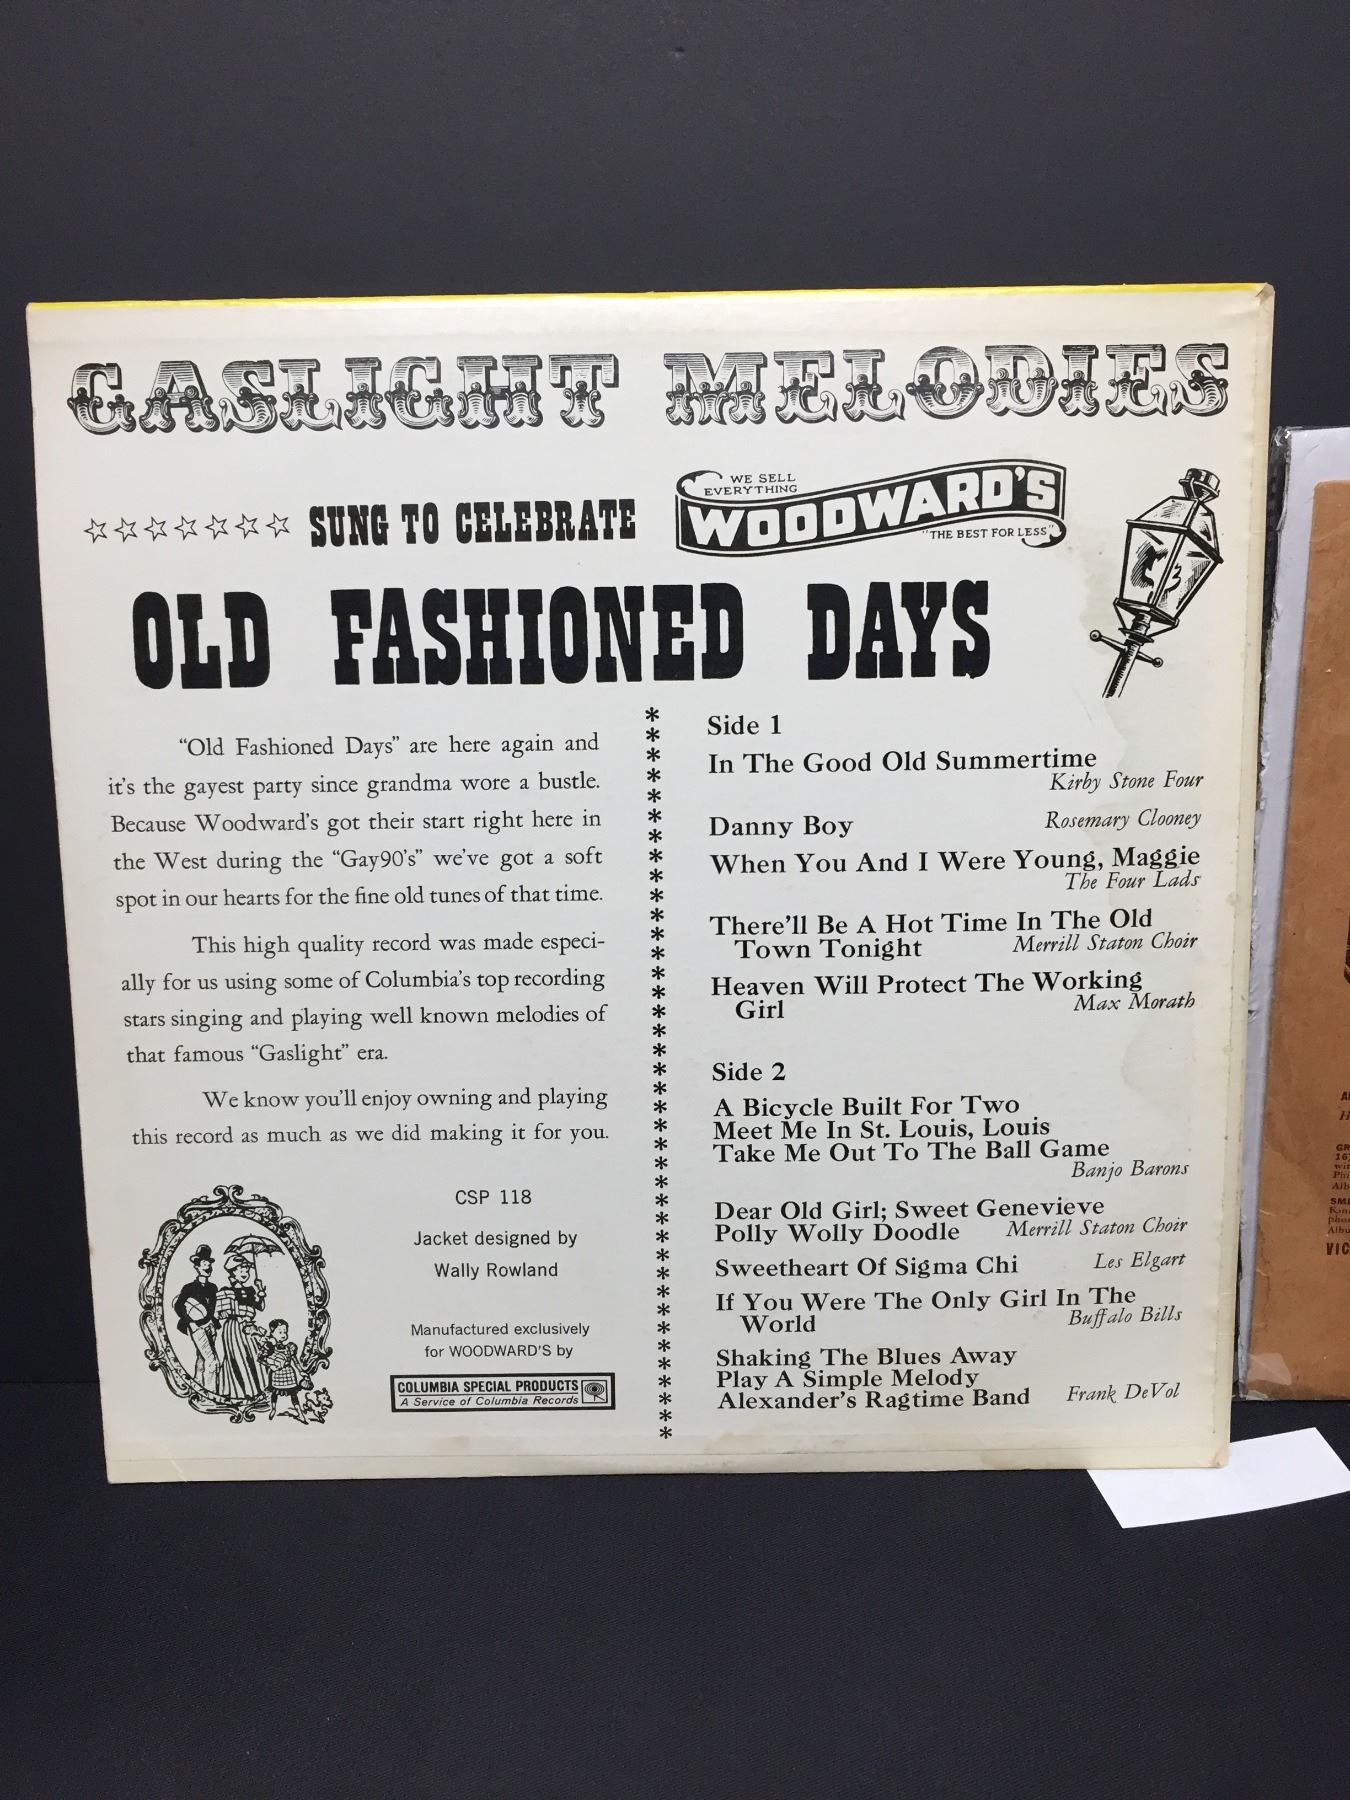 GASLIGHT MELODIES
SUNG TO CELEBRATE
WE SELL
EVERYTHING
WOODWARD'S
"THE BEST FOR LESS"
OLD FASHIONED DAYS
"Old Fashioned Days" are here again and
it's the gayest party since grandma wore a bustle.
Because Woodward's got their start right here in
the West during the "Gay90's" we've got a soft
spot in our hearts for the fine old tunes of that time.
This high quality record was made especi-
ally for us using some of Columbia's top recording
stars singing and playing well known melodies of
that famous "Gaslight" era.
We know you'll enjoy owning and playing
this record as much as we did making it for you.
CSP 118
Jacket designed by
Wally Rowland
Manufactured exclusively
for WOODWARD'S by
COLUMBIA SPECIAL PRODUCTS
A Service of Columbia Records
Side 1
In The Good Old Summertime
Kirby Stone Four
Danny Boy Rosemary Clooney
When You And I Were Young, Maggie
The Four Lads
There'll Be A Hot Time In The Old
Town Tonight Merrill Staton Choir
Heaven Will Protect The Working
Girl Max Morath
Side 2
A Bicycle Built For Two
Meet Me In St. Louis, Louis
Take Me Out To The Ball Game
Banjo Barons
Dear Old Girl; Sweet Genevieve
Polly Wolly Doodle Merrill Staton Choir
Sweetheart Of Sigma Chi Les Elgart
If You Were The Only Girl In The
World Buffalo Bills
Shaking The Blues Away
Play A Simple Melody
Alexander's Ragtime Band Frank DeVol
VIC